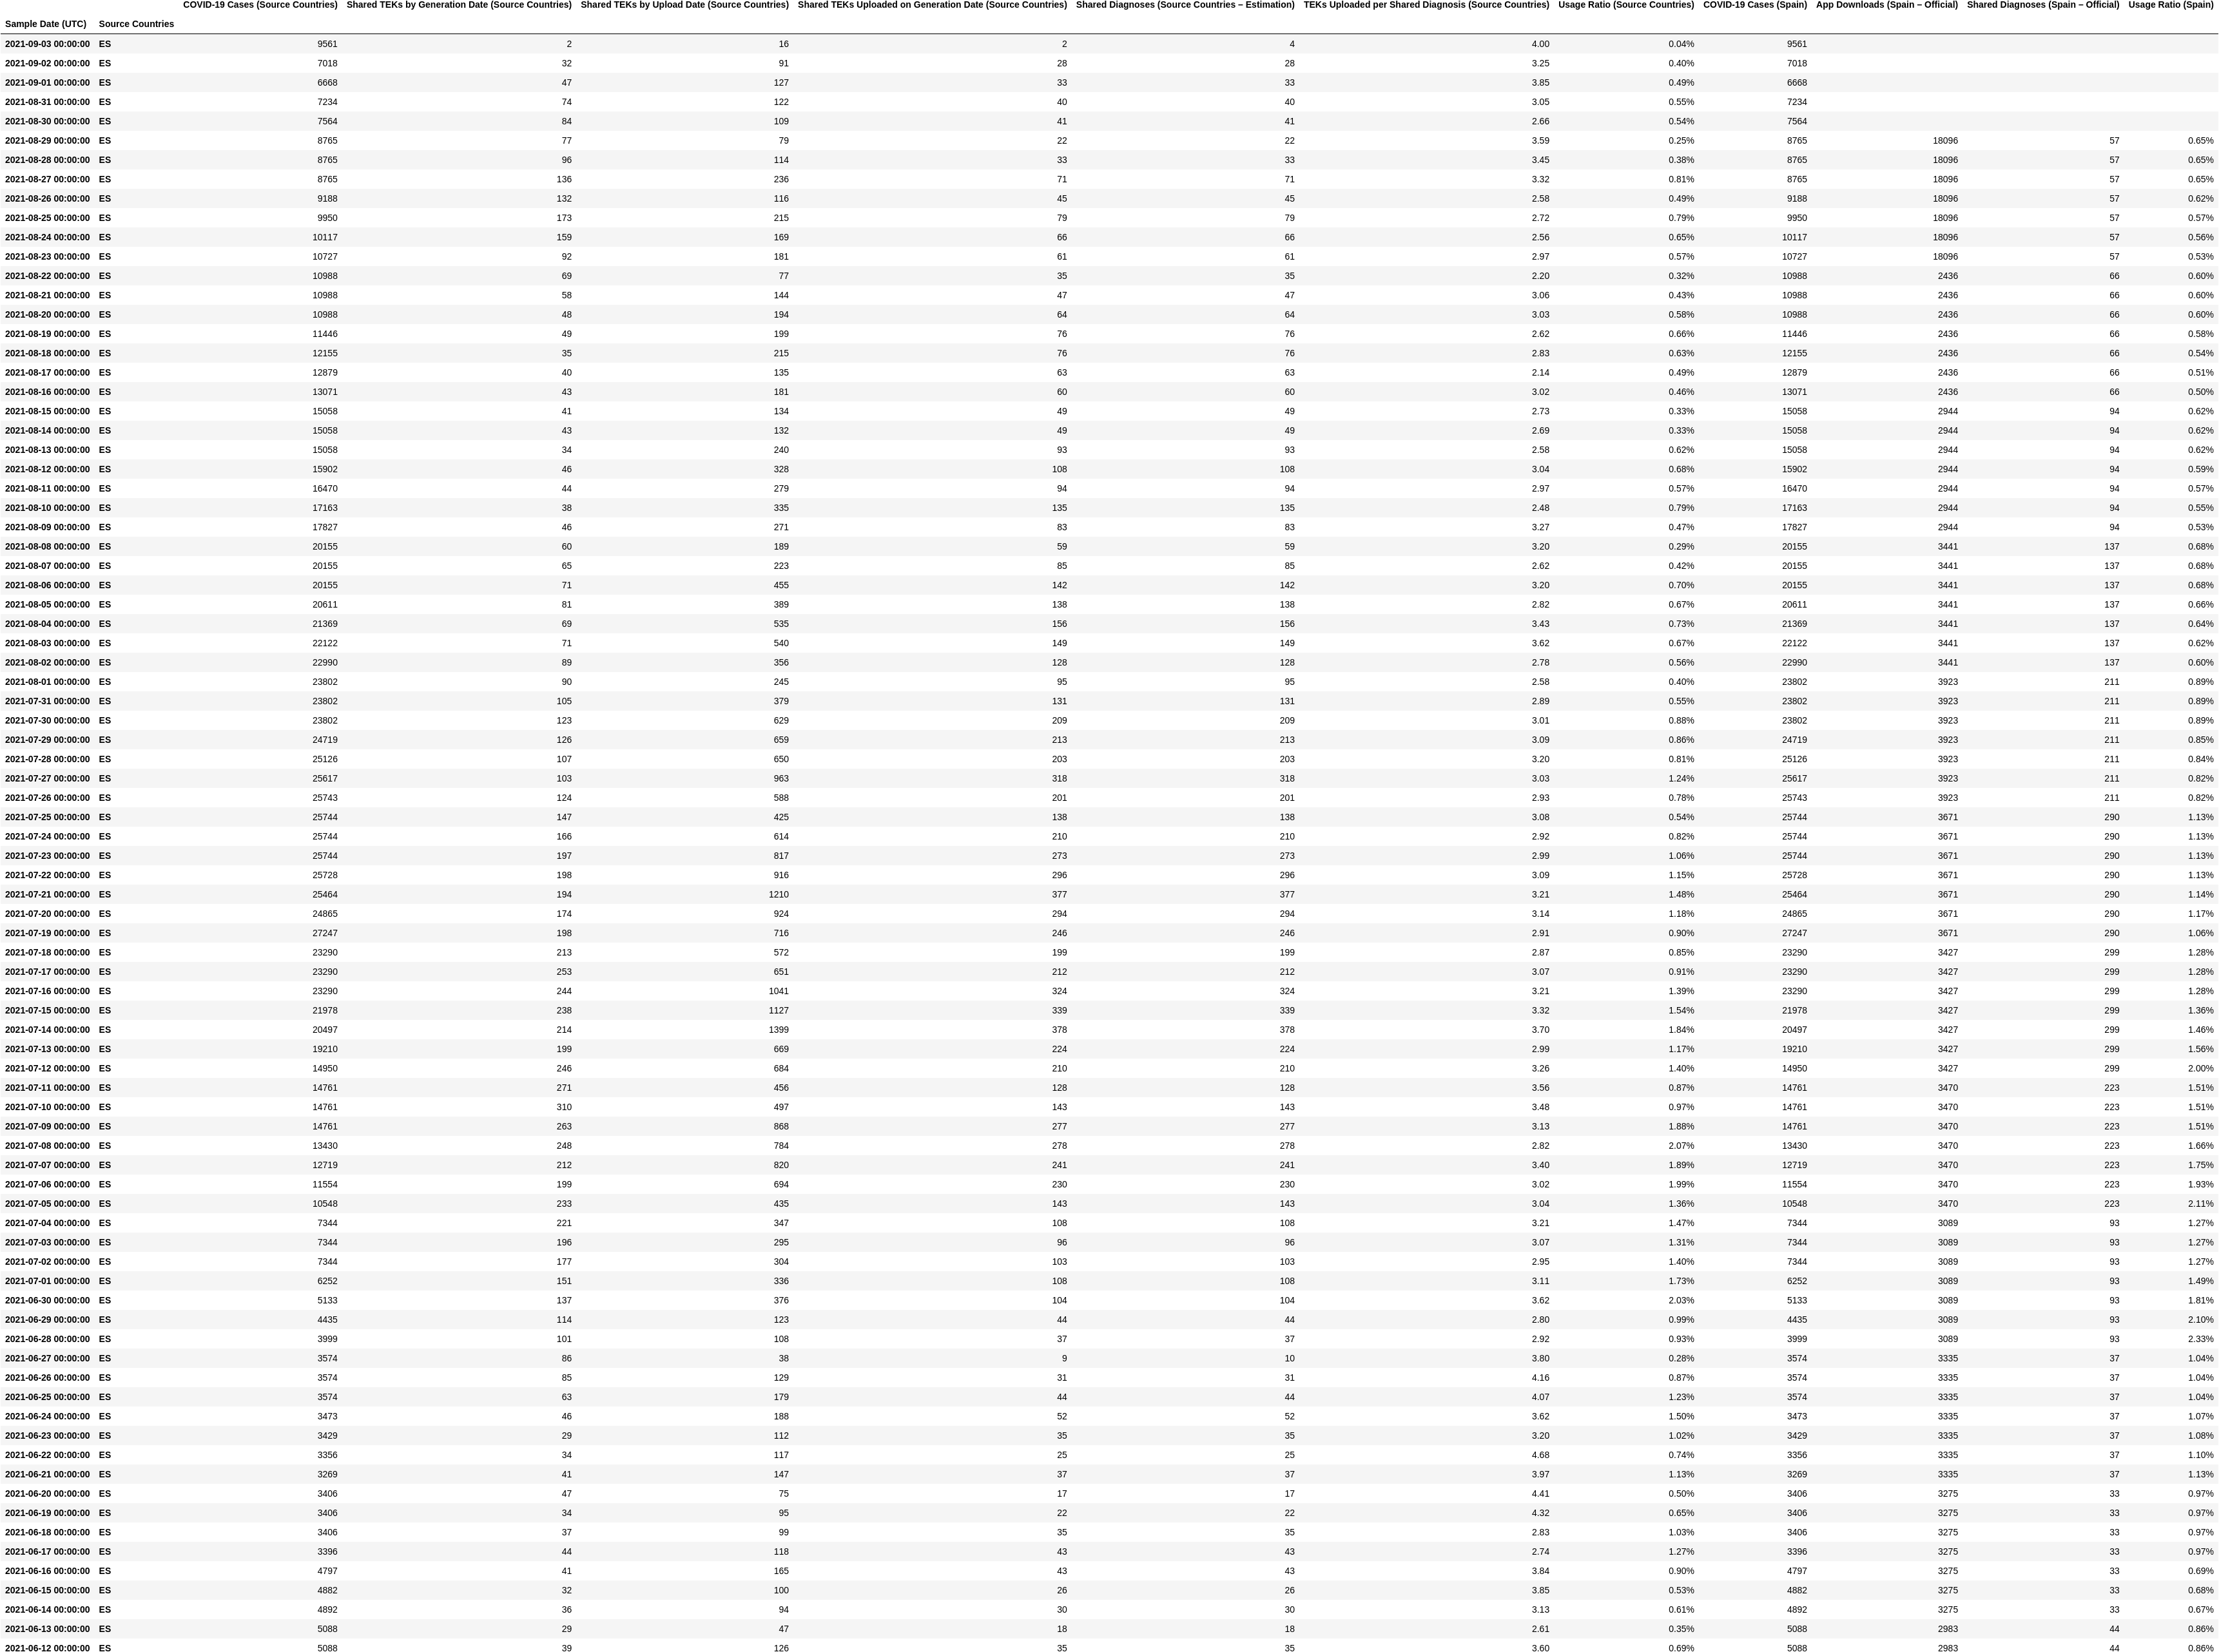 COVID-19 Cases (Source Countries) Shared TEKs by Generation Date (Source Countries) Shared TEKs by Upload Date (Source Countries) Shared TEKs Uploaded on Generation Date (Source Countries) Shared Diagnoses (Source Countries – Estimation) TEKs Uploaded per Shared Diagnosis (Source Countries) Usage Ratio (Source Countries) COVID-19 Cases (Spain) App Downloads (Spain – Official) Shared Diagnoses (Spain – Official) Usage Ratio (Spain)
Sample Date (UTC) Source Countries
2021-09-03 00:00:00 ES 9561 2 16 2 4 4.00 0.04% 9561
2021-09-02 00:00:00 ES 7018 32 91 28 28 3.25 0.40% 7018
2021-09-01 00:00:00 ES 6668 47 127 33 33 3.85 0.49% 6668
2021-08-31 00:00:00 ES 7234 74 122 40 40 3.05 0.55% 7234
2021-08-30 00:00:00 ES 7564 84 109 41 41 2.66 0.54% 7564
2021-08-29 00:00:00 ES 8765 77 79 22 22 3.59 0.25% 8765 18096 57 0.65%
2021-08-28 00:00:00 ES 8765 96 114 33 33 3.45 0.38% 8765 18096 57 0.65%
2021-08-27 00:00:00 ES 8765 136 236 71 71 3.32 0.81% 8765 18096 57 0.65%
2021-08-26 00:00:00 ES 9188 132 116 45 45 2.58 0.49% 9188 18096 57 0.62%
2021-08-25 00:00:00 ES 9950 173 215 79 79 2.72 0.79% 9950 18096 57 0.57%
2021-08-24 00:00:00 ES 10117 159 169 66 66 2.56 0.65% 10117 18096 57 0.56%
2021-08-23 00:00:00 ES 10727 92 181 61 61 2.97 0.57% 10727 18096 57 0.53%
2021-08-22 00:00:00 ES 10988 69 77 35 35 2.20 0.32% 10988 2436 66 0.60%
2021-08-21 00:00:00 ES 10988 58 144 47 47 3.06 0.43% 10988 2436 66 0.60%
2021-08-20 00:00:00 ES 10988 48 194 64 64 3.03 0.58% 10988 2436 66 0.60%
2021-08-19 00:00:00 ES 11446 49 199 76 76 2.62 0.66% 11446 2436 66 0.58%
2021-08-18 00:00:00 ES 12155 35 215 76 76 2.83 0.63% 12155 2436 66 0.54%
2021-08-17 00:00:00 ES 12879 40 135 63 63 2.14 0.49% 12879 2436 66 0.51%
2021-08-16 00:00:00 ES 13071 43 181 60 60 3.02 0.46% 13071 2436 66 0.50%
2021-08-15 00:00:00 ES 15058 41 134 49 49 2.73 0.33% 15058 2944 94 0.62%
2021-08-14 00:00:00 ES 15058 43 132 49 49 2.69 0.33% 15058 2944 94 0.62%
2021-08-13 00:00:00 ES 15058 34 240 93 93 2.58 0.62% 15058 2944 94 0.62%
2021-08-12 00:00:00 ES 15902 46 328 108 108 3.04 0.68% 15902 2944 94 0.59%
2021-08-11 00:00:00 ES 16470 44 279 94 94 2.97 0.57% 16470 2944 94 0.57%
2021-08-10 00:00:00 ES 17163 38 335 135 135 2.48 0.79% 17163 2944 94 0.55%
2021-08-09 00:00:00 ES 17827 46 271 83 83 3.27 0.47% 17827 2944 94 0.53%
2021-08-08 00:00:00 ES 20155 60 189 59 59 3.20 0.29% 20155 3441 137 0.68%
2021-08-07 00:00:00 ES 20155 65 223 85 85 2.62 0.42% 20155 3441 137 0.68%
2021-08-06 00:00:00 ES 20155 71 455 142 142 3.20 0.70% 20155 3441 137 0.68%
2021-08-05 00:00:00 ES 20611 81 389 138 138 2.82 0.67% 20611 3441 137 0.66%
2021-08-04 00:00:00 ES 21369 69 535 156 156 3.43 0.73% 21369 3441 137 0.64%
2021-08-03 00:00:00 ES 22122 71 540 149 149 3.62 0.67% 22122 3441 137 0.62%
2021-08-02 00:00:00 ES 22990 89 356 128 128 2.78 0.56% 22990 3441 137 0.60%
2021-08-01 00:00:00 ES 23802 90 245 95 95 2.58 0.40% 23802 3923 211 0.89%
2021-07-31 00:00:00 ES 23802 105 379 131 131 2.89 0.55% 23802 3923 211 0.89%
2021-07-30 00:00:00 ES 23802 123 629 209 209 3.01 0.88% 23802 3923 211 0.89%
2021-07-29 00:00:00 ES 24719 126 659 213 213 3.09 0.86% 24719 3923 211 0.85%
2021-07-28 00:00:00 ES 25126 107 650 203 203 3.20 0.81% 25126 3923 211 0.84%
2021-07-27 00:00:00 ES 25617 103 963 318 318 3.03 1.24% 25617 3923 211 0.82%
2021-07-26 00:00:00 ES 25743 124 588 201 201 2.93 0.78% 25743 3923 211 0.82%
2021-07-25 00:00:00 ES 25744 147 425 138 138 3.08 0.54% 25744 3671 290 1.13%
2021-07-24 00:00:00 ES 25744 166 614 210 210 2.92 0.82% 25744 3671 290 1.13%
2021-07-23 00:00:00 ES 25744 197 817 273 273 2.99 1.06% 25744 3671 290 1.13%
2021-07-22 00:00:00 ES 25728 198 916 296 296 3.09 1.15% 25728 3671 290 1.13%
2021-07-21 00:00:00 ES 25464 194 1210 377 377 3.21 1.48% 25464 3671 290 1.14%
2021-07-20 00:00:00 ES 24865 174 924 294 294 3.14 1.18% 24865 3671 290 1.17%
2021-07-19 00:00:00 ES 27247 198 716 246 246 2.91 0.90% 27247 3671 290 1.06%
2021-07-18 00:00:00 ES 23290 213 572 199 199 2.87 0.85% 23290 3427 299 1.28%
2021-07-17 00:00:00 ES 23290 253 651 212 212 3.07 0.91% 23290 3427 299 1.28%
2021-07-16 00:00:00 ES 23290 244 1041 324 324 3.21 1.39% 23290 3427 299 1.28%
2021-07-15 00:00:00 ES 21978 238 1127 339 339 3.32 1.54% 21978 3427 299 1.36%
2021-07-14 00:00:00 ES 20497 214 1399 378 378 3.70 1.84% 20497 3427 299 1.46%
2021-07-13 00:00:00 ES 19210 199 669 224 224 2.99 1.17% 19210 3427 299 1.56%
2021-07-12 00:00:00 ES 14950 246 684 210 210 3.26 1.40% 14950 3427 299 2.00%
2021-07-11 00:00:00 ES 14761 271 456 128 128 3.56 0.87% 14761 3470 223 1.51%
2021-07-10 00:00:00 ES 14761 310 497 143 143 3.48 0.97% 14761 3470 223 1.51%
2021-07-09 00:00:00 ES 14761 263 868 277 277 3.13 1.88% 14761 3470 223 1.51%
2021-07-08 00:00:00 ES 13430 248 784 278 278 2.82 2.07% 13430 3470 223 1.66%
2021-07-07 00:00:00 ES 12719 212 820 241 241 3.40 1.89% 12719 3470 223 1.75%
2021-07-06 00:00:00 ES 11554 199 694 230 230 3.02 1.99% 11554 3470 223 1.93%
2021-07-05 00:00:00 ES 10548 233 435 143 143 3.04 1.36% 10548 3470 223 2.11%
2021-07-04 00:00:00 ES 7344 221 347 108 108 3.21 1.47% 7344 3089 93 1.27%
2021-07-03 00:00:00 ES 7344 196 295 96 96 3.07 1.31% 7344 3089 93 1.27%
2021-07-02 00:00:00 ES 7344 177 304 103 103 2.95 1.40% 7344 3089 93 1.27%
2021-07-01 00:00:00 ES 6252 151 336 108 108 3.11 1.73% 6252 3089 93 1.49%
2021-06-30 00:00:00 ES 5133 137 376 104 104 3.62 2.03% 5133 3089 93 1.81%
2021-06-29 00:00:00 ES 4435 114 123 44 44 2.80 0.99% 4435 3089 93 2.10%
2021-06-28 00:00:00 ES 3999 101 108 37 37 2.92 0.93% 3999 3089 93 2.33%
2021-06-27 00:00:00 ES 3574 86 38 9 10 3.80 0.28% 3574 3335 37 1.04%
2021-06-26 00:00:00 ES 3574 85 129 31 31 4.16 0.87% 3574 3335 37 1.04%
2021-06-25 00:00:00 ES 3574 63 179 44 44 4.07 1.23% 3574 3335 37 1.04%
2021-06-24 00:00:00 ES 3473 46 188 52 52 3.62 1.50% 3473 3335 37 1.07%
2021-06-23 00:00:00 ES 3429 29 112 35 35 3.20 1.02% 3429 3335 37 1.08%
2021-06-22 00:00:00 ES 3356 34 117 25 25 4.68 0.74% 3356 3335 37 1.10%
2021-06-21 00:00:00 ES 3269 41 147 37 37 3.97 1.13% 3269 3335 37 1.13%
2021-06-20 00:00:00 ES 3406 47 75 17 17 4.41 0.50% 3406 3275 33 0.97%
2021-06-19 00:00:00 ES 3406 34 95 22 22 4.32 0.65% 3406 3275 33 0.97%
2021-06-18 00:00:00 ES 3406 37 99 35 35 2.83 1.03% 3406 3275 33 0.97%
2021-06-17 00:00:00 ES 3396 44 118 43 43 2.74 1.27% 3396 3275 33 0.97%
2021-06-16 00:00:00 ES 4797 41 165 43 43 3.84 0.90% 4797 3275 33 0.69%
2021-06-15 00:00:00 ES 4882 32 100 26 26 3.85 0.53% 4882 3275 33 0.68%
2021-06-14 00:00:00 ES 4892 36 94 30 30 3.13 0.61% 4892 3275 33 0.67%
2021-06-13 00:00:00 ES 5088 29 47 18 18 2.61 0.35% 5088 2983 44 0.86%
2021-06-12 00:00:00 ES 5088 39 126 35 35 3.60 0.69% 5088 2983 44 0.86%